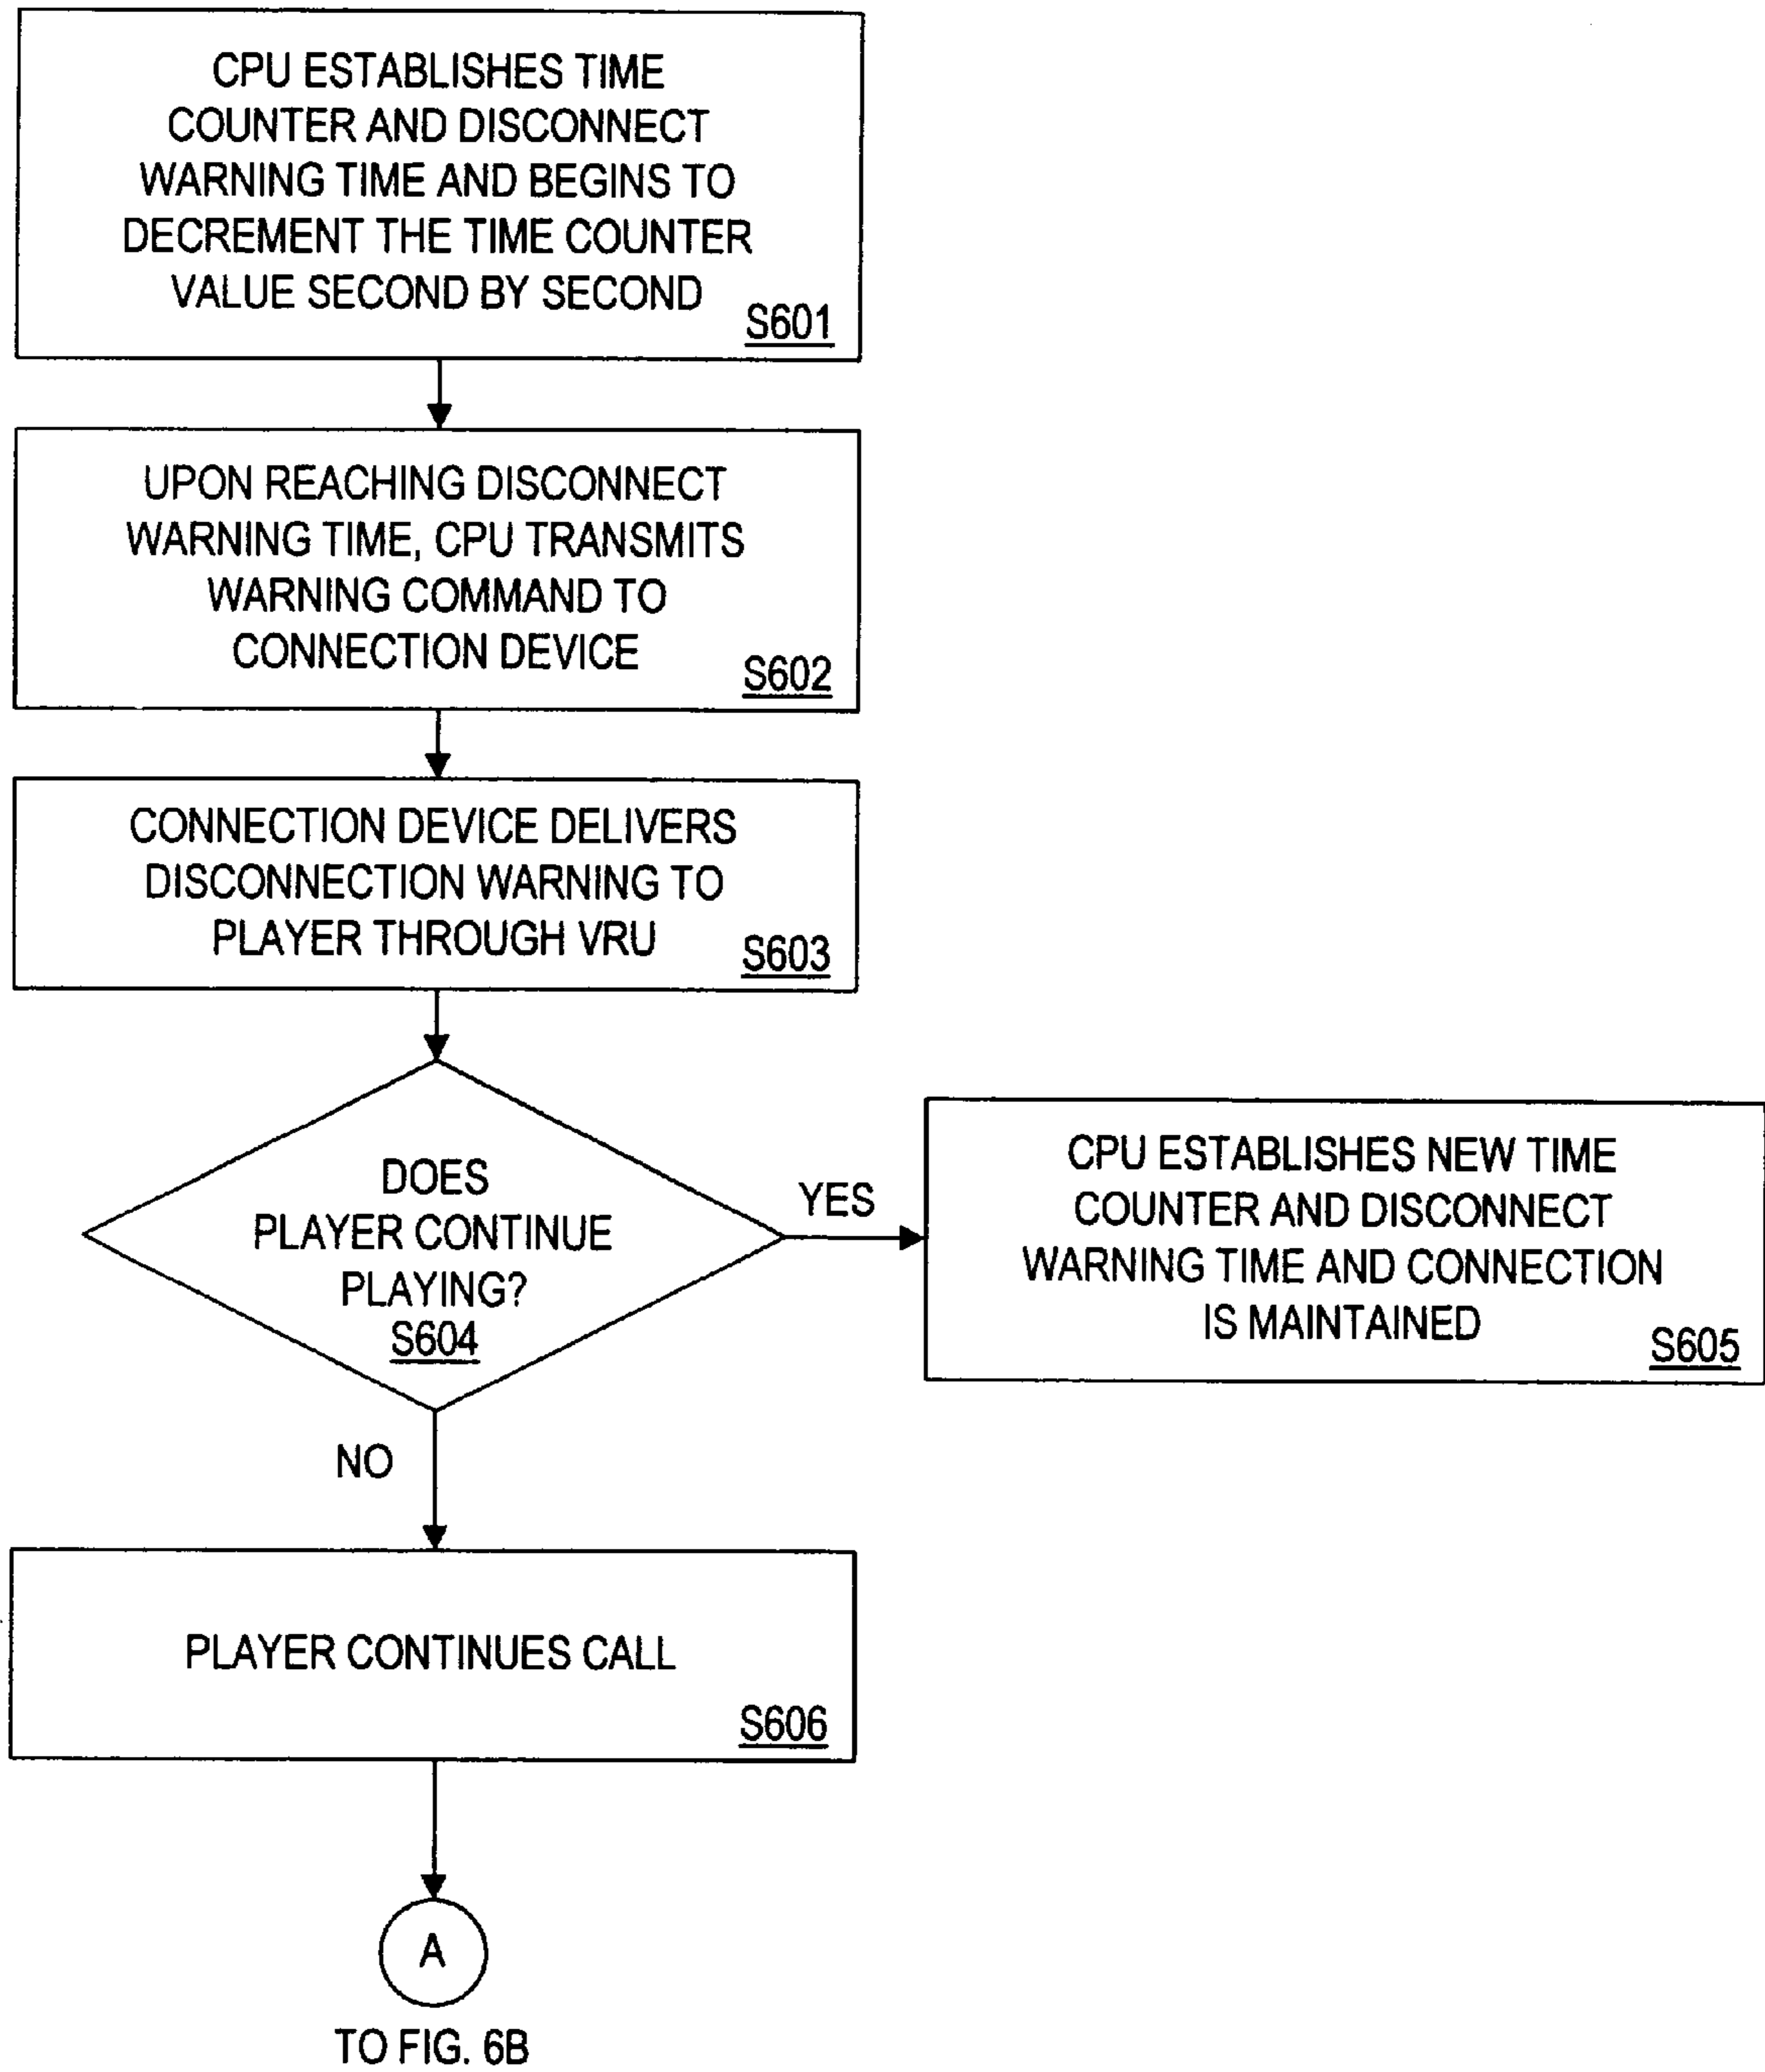 CPU ESTABLISHES TIME
COUNTER AND DISCONNECT
WARNING TIME AND BEGINS TO
DECREMENT THE TIME COUNTER
VALUE SECOND BY SECOND
S601
UPON REACHING DISCONNECT
WARNING TIME, CPU TRANSMITS
WARNING COMMAND TO
CONNECTION DEVICE
S602
CONNECTION DEVICE DELIVERS
DISCONNECTION WARNING TO
PLAYER THROUGH VRU
S603
DOES
PLAYER CONTINUE
PLAYING?
S604
YES
CPU ESTABLISHES NEW TIME
COUNTER AND DISCONNECT
WARNING TIME AND CONNECTION
IS MAINTAINED
S605
NO
PLAYER CONTINUES CALL
S606
A
TO FIG. 6B